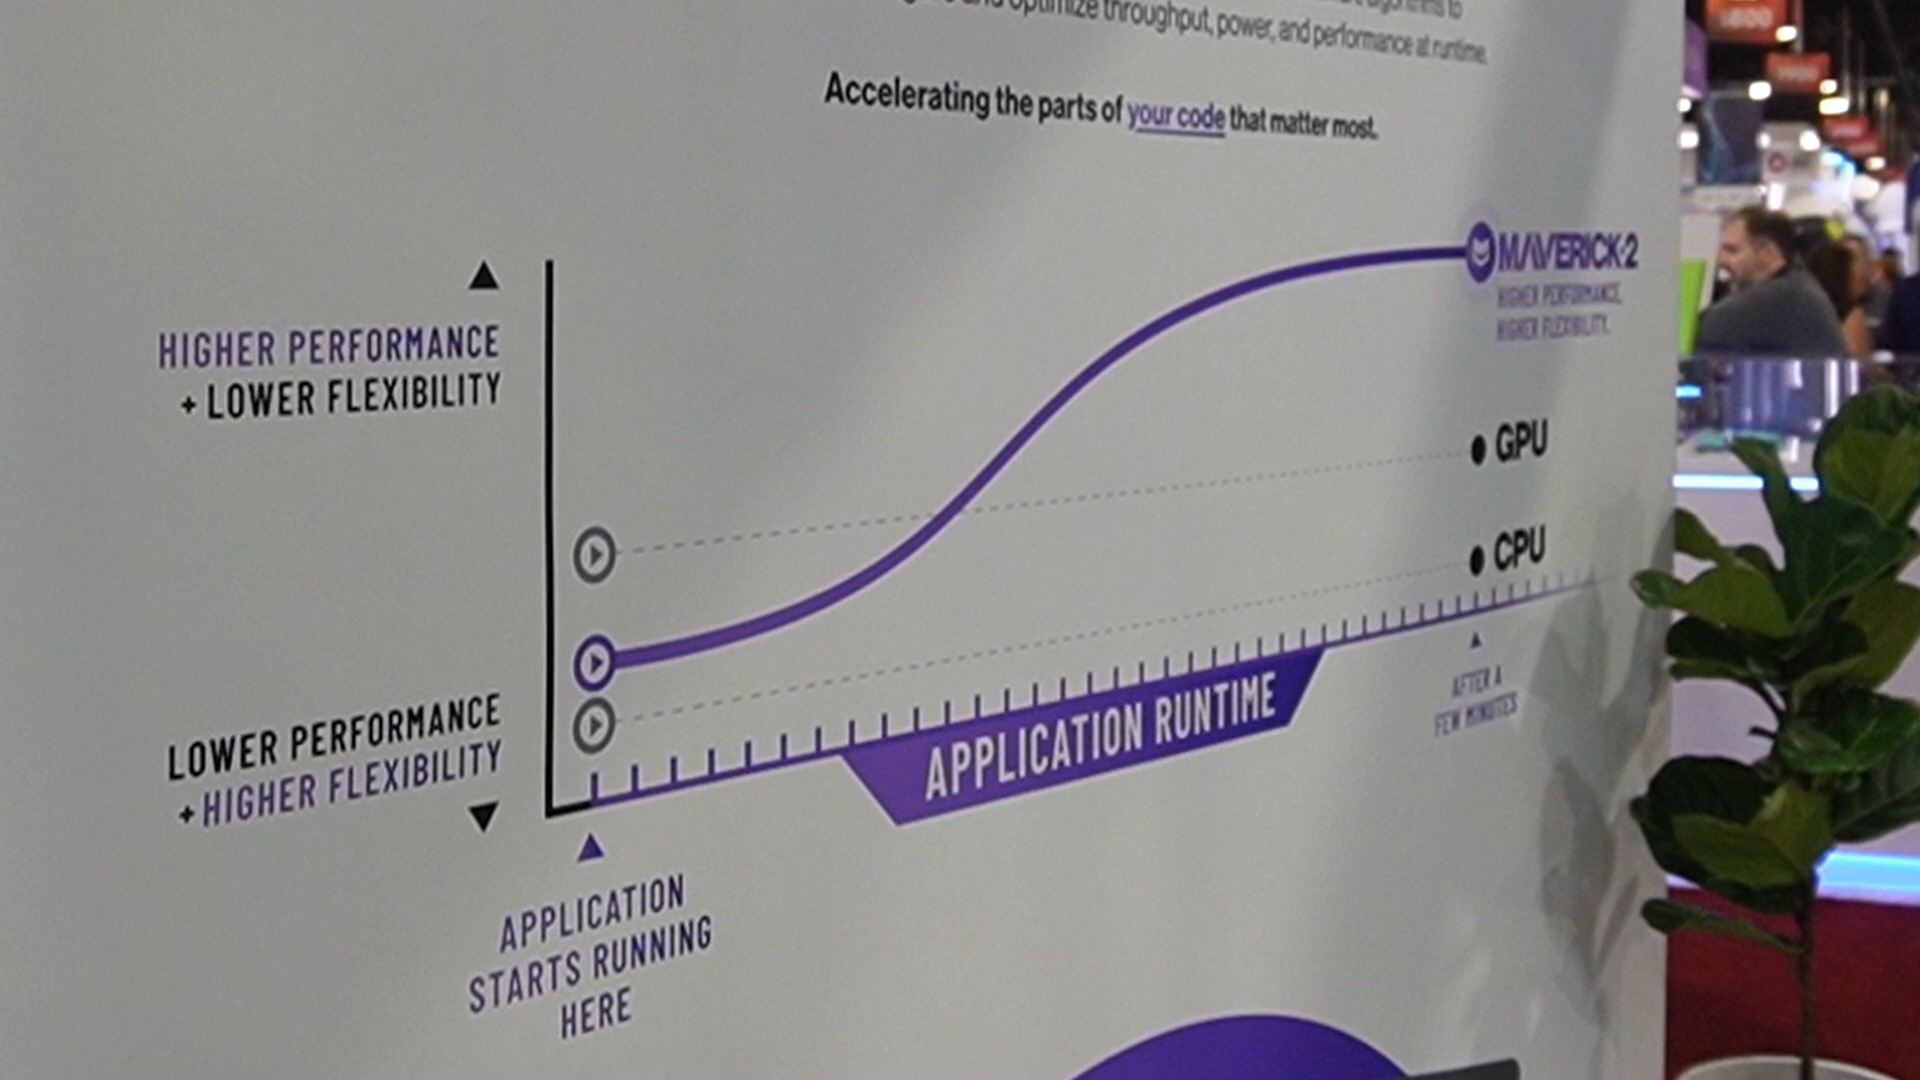 and optimize throughput, power, and performance at runtime.
Accelerating the parts of your code that matter most.
MAVERICK-2
HIGHER PERFORMANCE,
HIGHER FLEXIBILITY.
HIGHER PERFORMANCE
+ LOWER FLEXIBILITY
GPU
CPU
LOWER PERFORMANCE
+ HIGHER FLEXIBILITY
APPLICATION RUNTIME
AFTER A
FEW MINUTES
APPLICATION
STARTS RUNNING
HERE